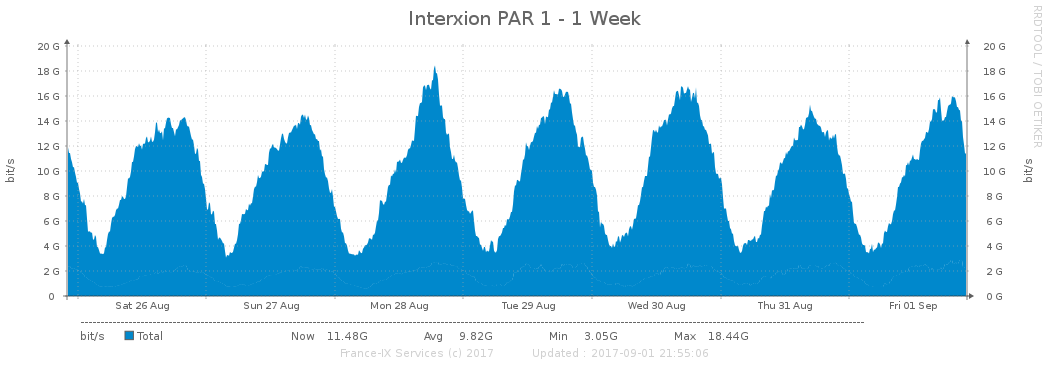 Interxion PAR 1 - 1 Week
RRDTOOL / TOBI OETIKER
bit/s
20 G 20 G
18 G 18 G
16 G 16 G
14 G 14 G
12 G 12 G
10 G 10 G
8 G 8 G
6 G 6 G
4 G 4 G
2 G 2 G
0 0 G
bit/s
Sat 26 Aug Sun 27 Aug Mon 28 Aug Tue 29 Aug Wed 30 Aug Thu 31 Aug Fri 01 Sep
bit/s Total Now 11.48G Avg 9.82G Min 3.05G Max 18.44G
France-IX Services (c) 2017 Updated : 2017-09-01 21:55:06